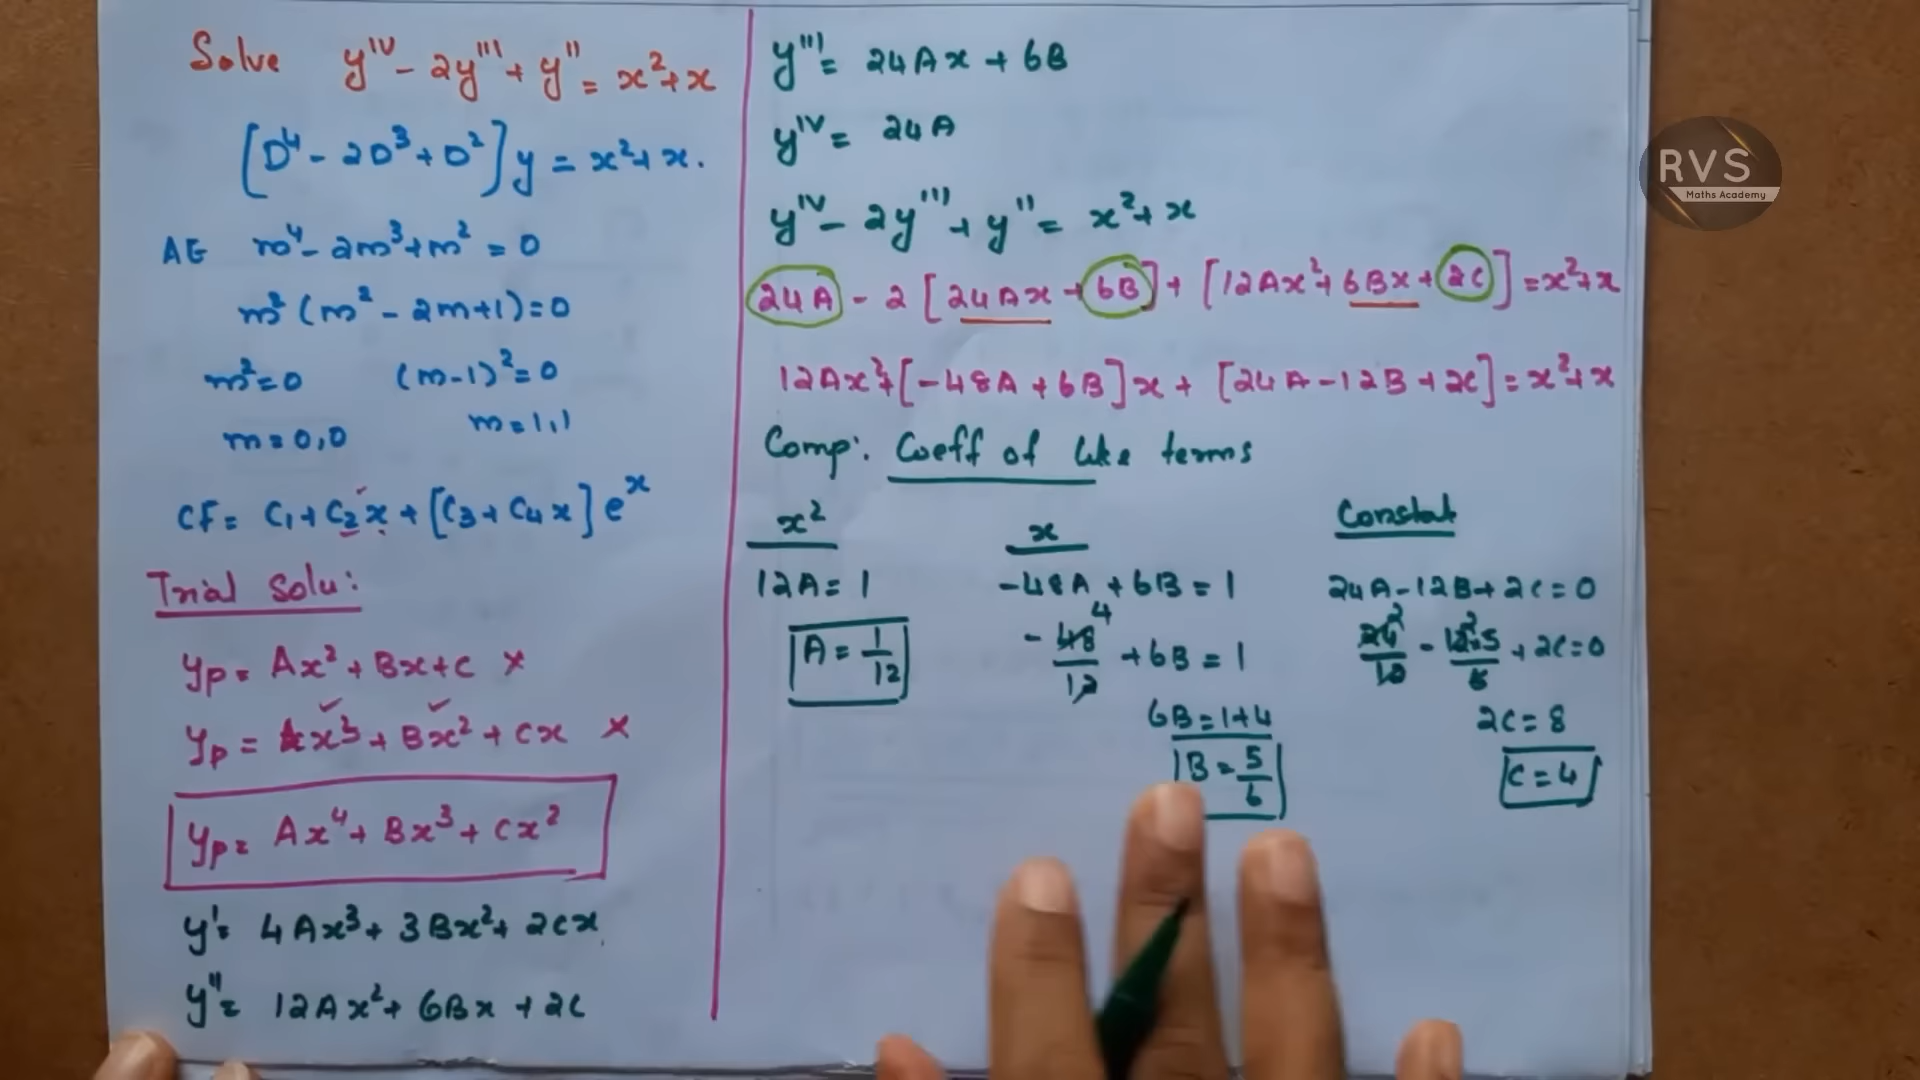 Solve y^IV - 2y''' + y'' = x² + x
[D⁴ - 2D³ + D²] y = x² + x.
AE m⁴ - 2m³ + m² = 0
m² (m² - 2m + 1) = 0
m² = 0 (m-1)² = 0
m = 0,0 m = 1,1
CF = C₁ + C₂x + [C₃ + C₄x] e^x
Trial Solu:
yp = Ax² + Bx + C ×
yp = Ax³ + Bx² + Cx ×
yp = Ax⁴ + Bx³ + Cx²
y' = 4Ax³ + 3Bx² + 2Cx
y'' = 12Ax² + 6Bx + 2C
y''' = 24Ax + 6B
y^IV = 24A
y^IV - 2y''' + y'' = x² + x
24A - 2 [24Ax + 6B] + [12Ax² + 6Bx + 2C] = x² + x
12Ax² + [-48A + 6B]x + [24A - 12B + 2C] = x² + x
Comp: Coeff of like terms
x²
12A = 1
A = 1/12
x
-48A + 6B = 1
-48/12 + 6B = 1
4
6B = 1+4
B = 5/6
Constat
24A - 12B + 2C = 0
2C = 8
C = 4
RVS
Maths Academy